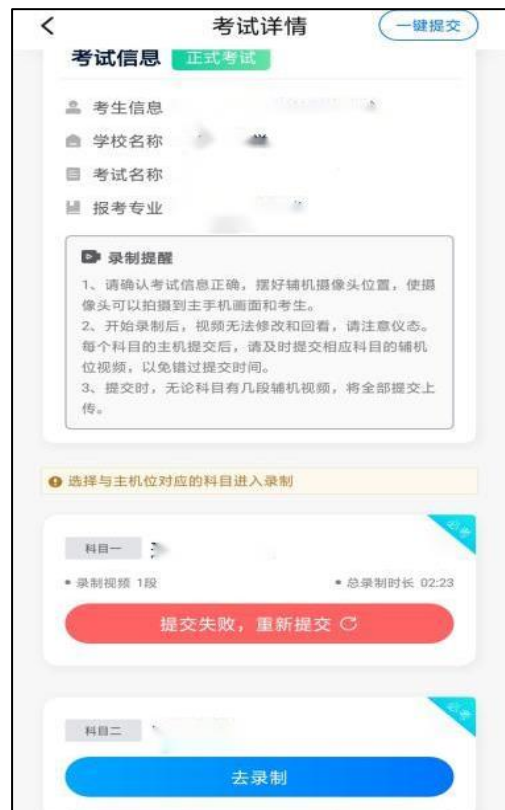 考试详情
一键提交
考试信息 正式考试
考生信息
学校名称
考试名称
报考专业
录制提醒
1、请确认考试信息正确，摆好辅机摄像头位置，使摄
像头可以拍摄到主手机画面和考生。
2、开始录制后，视频无法修改和回看，请注意仪态。
每个科目的主机提交后，请及时提交相应科目的辅机
位视频，以免错过提交时间。
3、提交时，无论科目有几段辅机视频，将全部提交上
传。
选择与主机位对应的科目进入录制
必考
科目一
录制视频 1段
总录制时长 02:23
提交失败，重新提交
必考
科目二
去录制